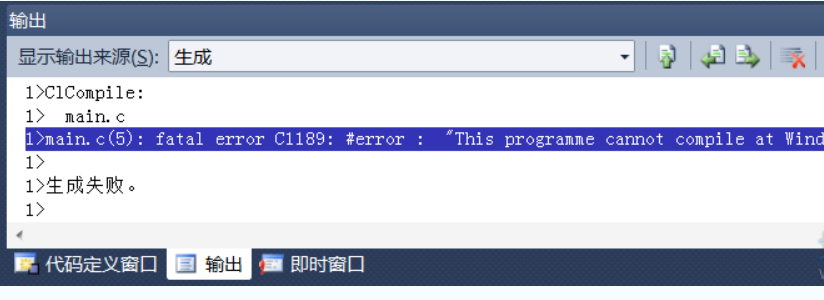 输出
显示输出来源(S): 生成
1>ClCompile:
1>  main.c
1>main.c(5): fatal error C1189: #error :  "This programme cannot compile at Wind
1>
1>生成失败。
1>
代码定义窗口 输出 即时窗口